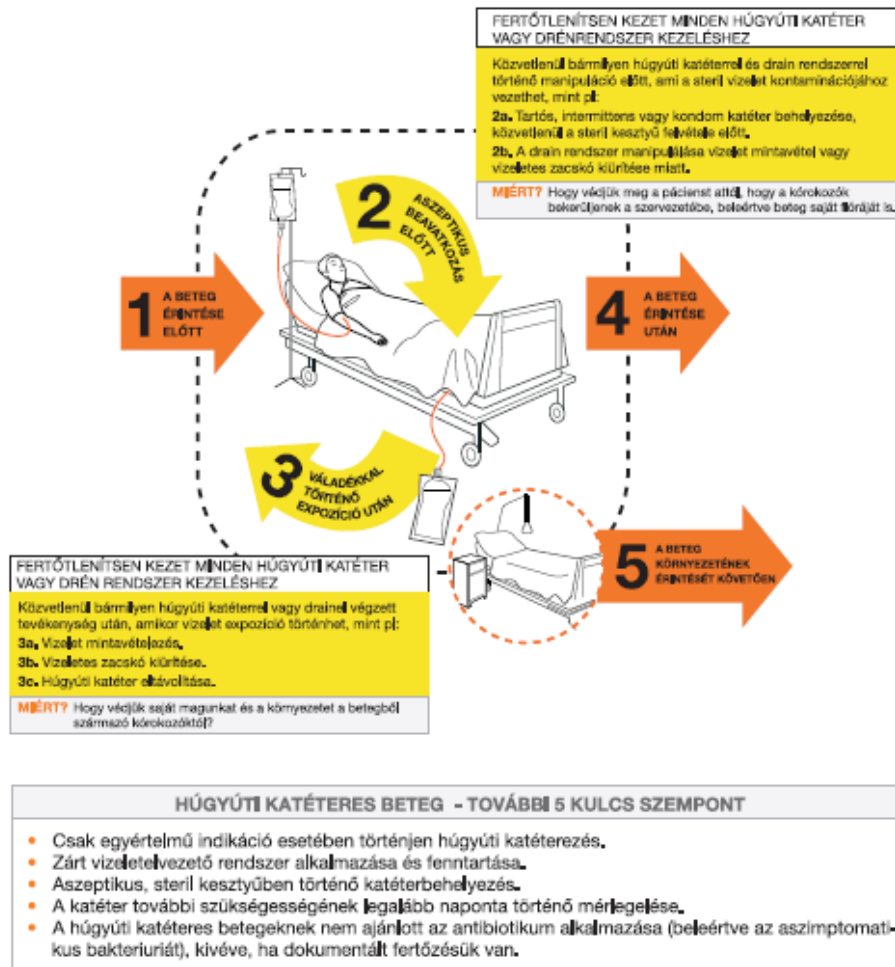 FERTŐTLENÍTSEN KEZET MINDEN HÚGYÚTI KATÉTER
VAGY DRÉNRENDSZER KEZELÉSHEZ
Közvetlenül bármilyen húgyúti katéterrel és drain rendszerrel
történő manipuláció előtt, ami a steril vizelet kontaminációjához
vezethet, mint pl:
2a. Tartós, intermittens vagy kondom katéter behelyezése,
közvetlenül a steril kesztyű felvétele előtt.
2b. A drain rendszer manipulálása vizelet mintavétel vagy
vizeletes zacskó kiürítése miatt.
MIÉRT? Hogy védjük meg a pácienst attól, hogy a kórokozók
bekerüljenek a szervezetébe, beleértve beteg saját flóráját is.
1 A BETEG
ÉRINTÉSE
ELŐTT
2 ASZEPTIKUS
BEAVATKOZÁS
ELŐTT
4 A BETEG
ÉRINTÉSE
UTÁN
3 VÁLADÉKKAL
TÖRTÉNŐ
EXPOZÍCIÓ UTÁN
5 A BETEG
KÖRNYEZETÉNEK
ÉRINTÉSÉT KÖVETŐEN
FERTŐTLENÍTSEN KEZET MINDEN HÚGYÚTI KATÉTER
VAGY DRÉN RENDSZER KEZELÉSHEZ
Közvetlenül bármilyen húgyúti katéterrel vagy drainel végzett
tevékenység után, amikor vizelet expozíció történhet, mint pl:
3a. Vizelet mintavételezés.
3b. Vizeletes zacskó kiürítése.
3c. Húgyúti katéter eltávolítása.
MIÉRT? Hogy védjük saját magunkat és a környezetet a betegből
származó kórokozóktól?
HÚGYÚTI KATÉTERES BETEG - TOVÁBBI 5 KULCS SZEMPONT
• Csak egyértelmű indikáció esetében történjen húgyúti katéterezés.
• Zárt vizeletelvezető rendszer alkalmazása és fenntartása.
• Aszeptikus, steril kesztyűben történő katéterbehelyezés.
• A katéter további szükségességének legalább naponta történő mérlegelése.
• A húgyúti katéteres betegeknek nem ajánlott az antibiotikum alkalmazása (beleértve az aszimptomati-
kus bakteriuriát), kivéve, ha dokumentált fertőzésük van.